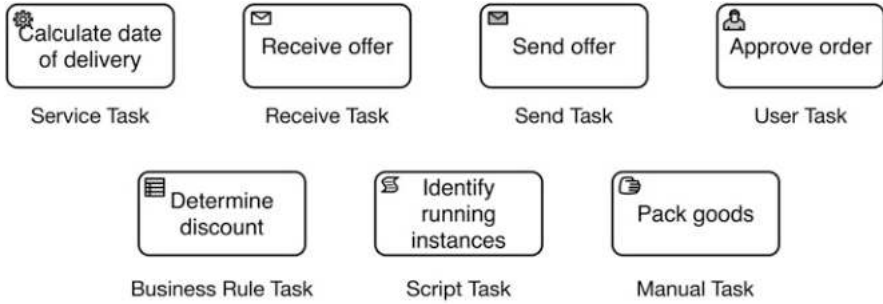 Calculate date
of delivery
Receive offer
Send offer
Approve order
Service Task
Receive Task
Send Task
User Task
Determine
discount
Identify
running
instances
Pack goods
Business Rule Task
Script Task
Manual Task